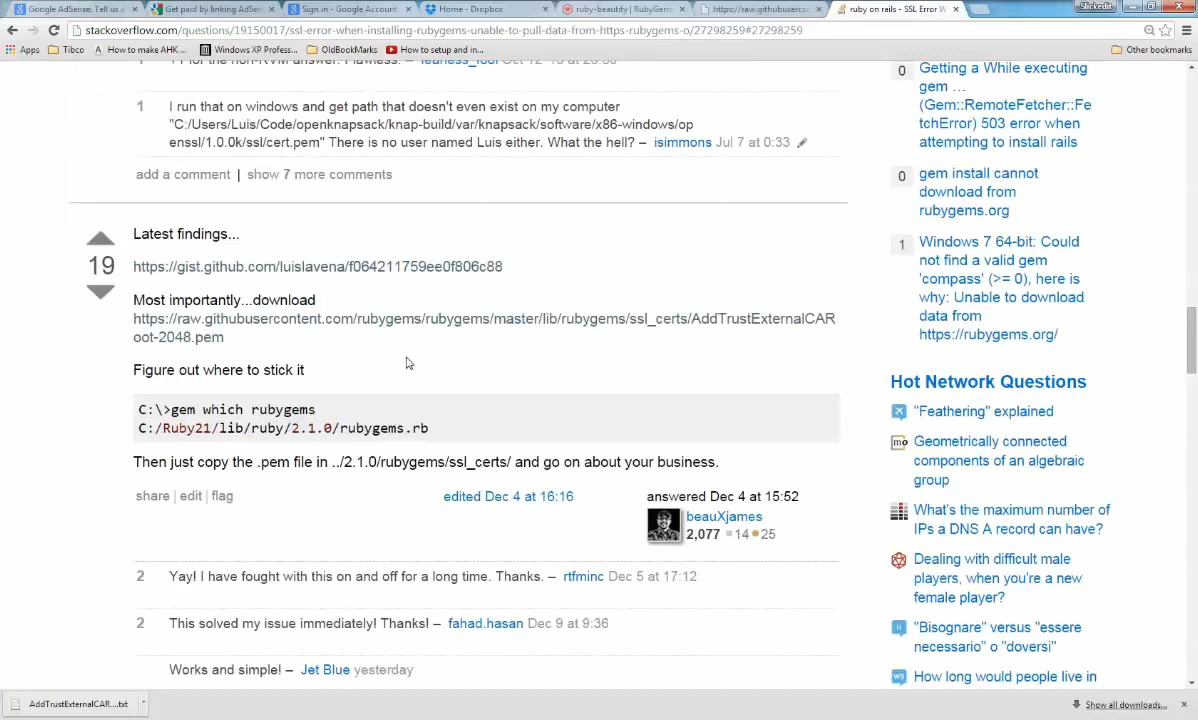 Google AdSense: Tell us a
Get paid by linking AdSen
Sign in - Google Account
Home - Dropbox
ruby-beautify | RubyGem
https://raw.githubuserco
ruby on rails - SSL Error W
Slickedit
stackoverflow.com/questions/19150017/ssl-error-when-installing-rubygems-unable-to-pull-data-from-https-rubygems-o/27298259#27298259
Apps
Tibco
How to make AHK ...
Windows XP Profess...
OldBookMarks
How to setup and in...
Other bookmarks
1
I run that on windows and get path that doesn't even exist on my computer
"C:/Users/Luis/Code/openknapsack/knap-build/var/knapsack/software/x86-windows/op
enssl/1.0.0k/ssl/cert.pem" There is no user named Luis either. What the hell? – isimmons Jul 7 at 0:33
add a comment | show 7 more comments
19
Latest findings...
https://gist.github.com/luislavena/f064211759ee0f806c88
Most importantly...download
https://raw.githubusercontent.com/rubygems/rubygems/master/lib/rubygems/ssl_certs/AddTrustExternalCAR
oot-2048.pem
Figure out where to stick it
C:\>gem which rubygems
C:/Ruby21/lib/ruby/2.1.0/rubygems.rb
Then just copy the .pem file in ../2.1.0/rubygems/ssl_certs/ and go on about your business.
share | edit | flag
edited Dec 4 at 16:16
answered Dec 4 at 15:52
beauXjames
2,077 14 25
2 Yay! I have fought with this on and off for a long time. Thanks. – rtfminc Dec 5 at 17:12
2 This solved my issue immediately! Thanks! – fahad.hasan Dec 9 at 9:36
Works and simple! – Jet Blue yesterday
0 Getting a While executing
gem ...
(Gem::RemoteFetcher::Fe
tchError) 503 error when
attempting to install rails
0 gem install cannot
download from
rubygems.org
1 Windows 7 64-bit: Could
not find a valid gem
'compass' (>= 0), here is
why: Unable to download
data from
https://rubygems.org/
Hot Network Questions
"Feathering" explained
mo Geometrically connected
components of an algebraic
group
What's the maximum number of
IPs a DNS A record can have?
Dealing with difficult male
players, when you're a new
female player?
"Bisognare" versus "essere
necessario" o "doversi"
How long would people live in
AddTrustExternalCAR....txt
Show all downloads...